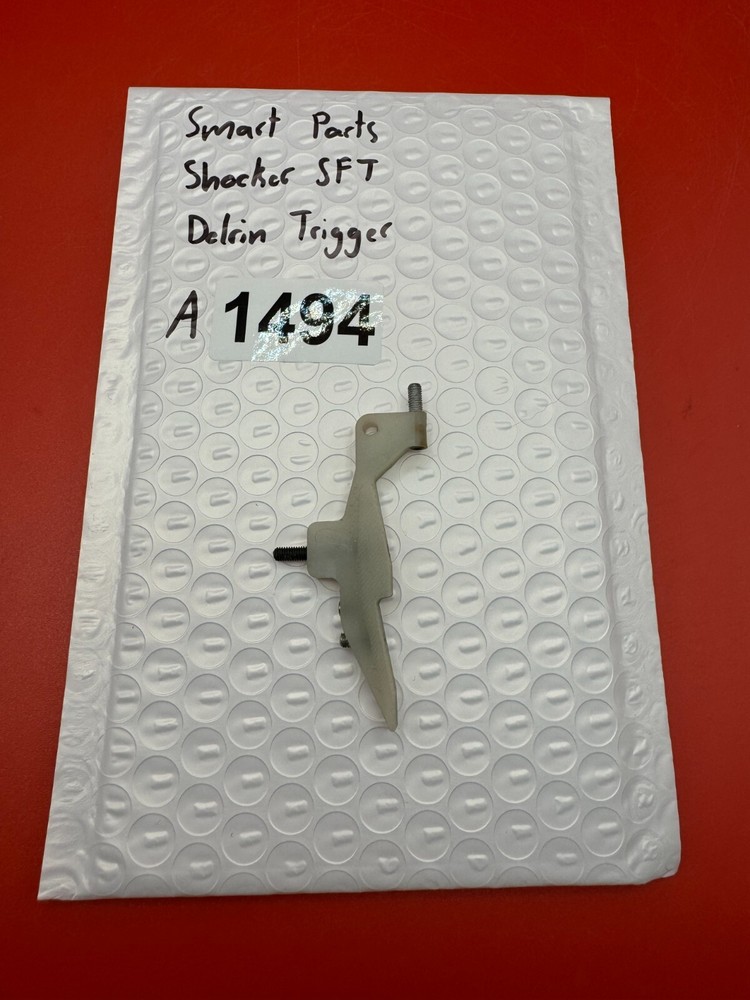 Smart Parts
Shocker SFT
Delrin Trigger
A 1494